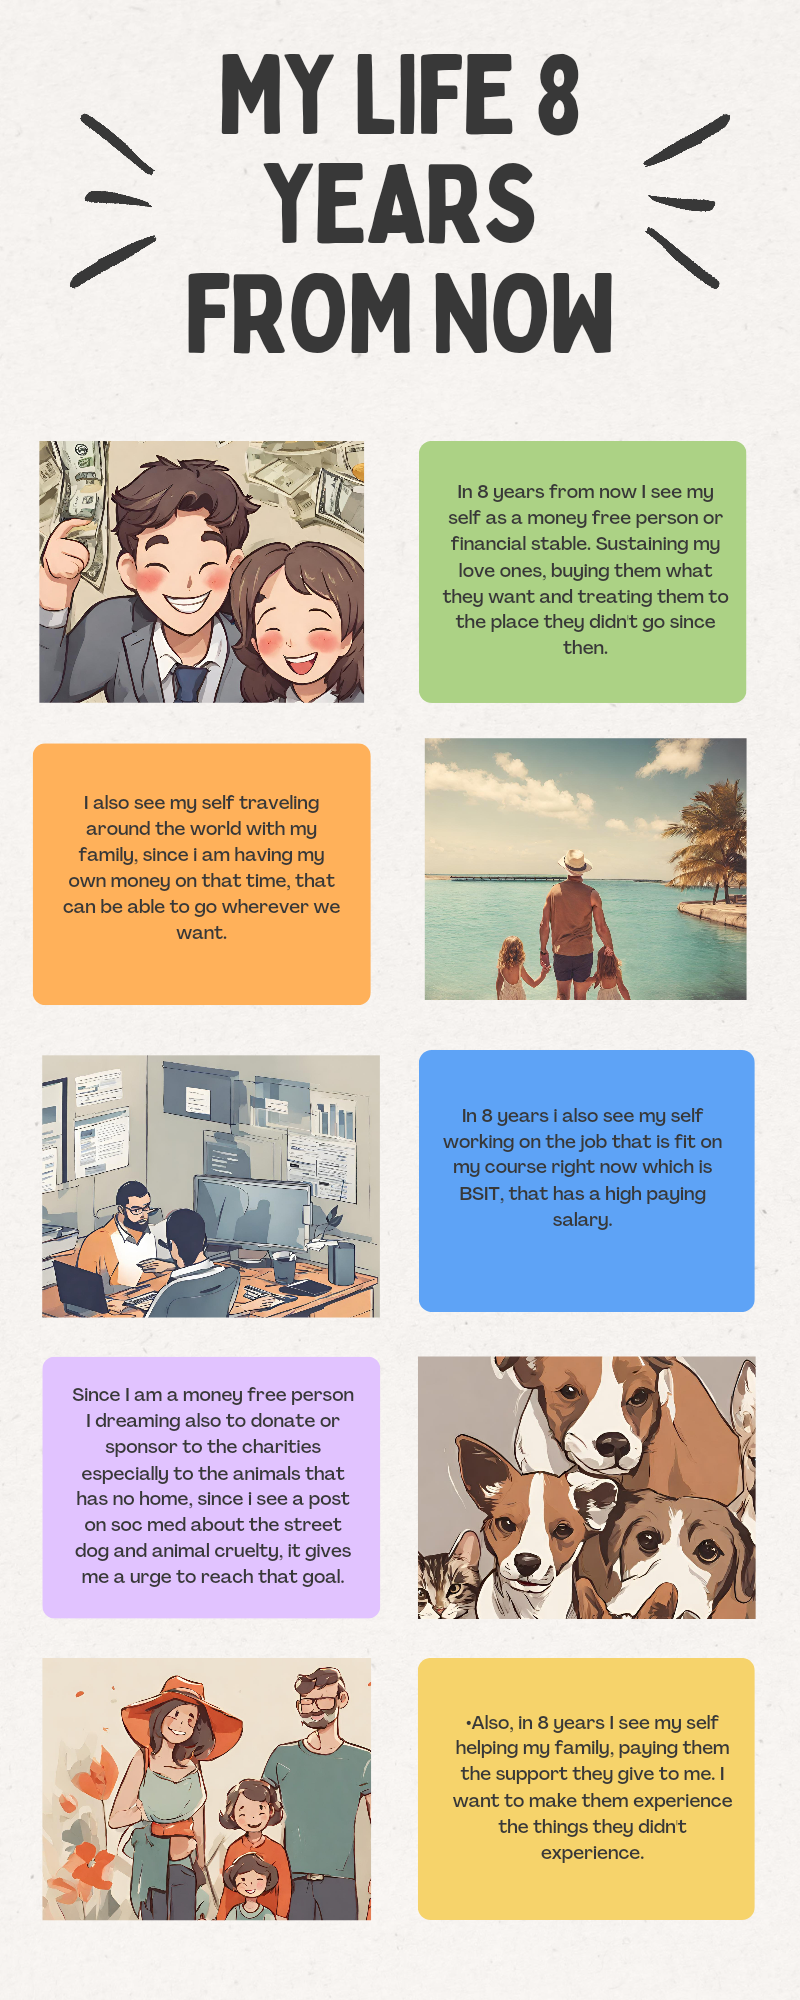 MY LIFE 8
YEARS
FROM NOW
In 8 years from now I see my
self as a money free person or
financial stable. Sustaining my
love ones, buying them what
they want and treating them to
the place they didn't go since
then.
I also see my self traveling
around the world with my
family, since i am having my
own money on that time, that
can be able to go wherever we
want.
In 8 years i also see my self
working on the job that is fit on
my course right now which is
BSIT, that has a high paying
salary.
Since I am a money free person
I dreaming also to donate or
sponsor to the charities
especially to the animals that
has no home, since i see a post
on soc med about the street
dog and animal cruelty, it gives
me a urge to reach that goal.
•Also, in 8 years I see my self
helping my family, paying them
the support they give to me. I
want to make them experience
the things they didn't
experience.